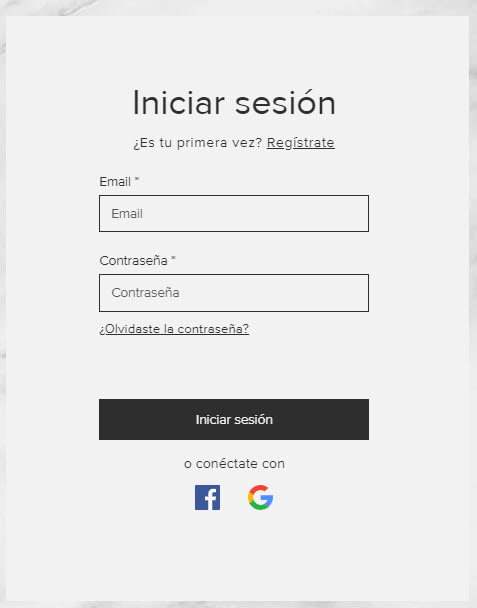 Iniciar sesión
¿Es tu primera vez? Regístrate
Email *
Email
Contraseña *
Contraseña
¿Olvidaste la contraseña?
Iniciar sesión
o conéctate con